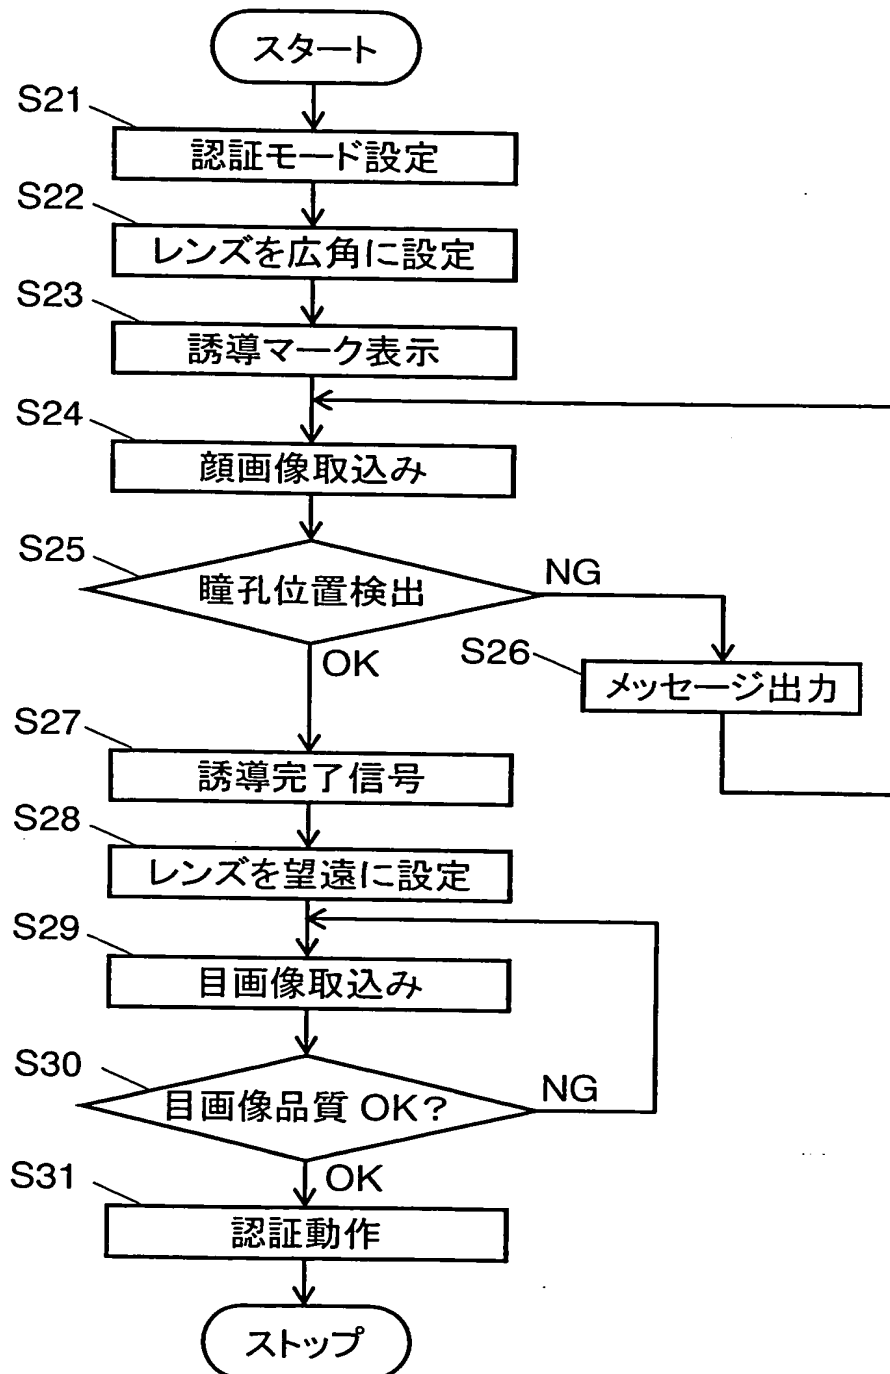 スタート
S21
認証モード設定
S22
レンズを広角に設定
S23
誘導マーク表示
S24
顔画像取込み
S25
瞳孔位置検出
NG
OK
S26
メッセージ出力
S27
誘導完了信号
S28
レンズを望遠に設定
S29
目画像取込み
S30
目画像品質 OK?
NG
OK
S31
認証動作
ストップ